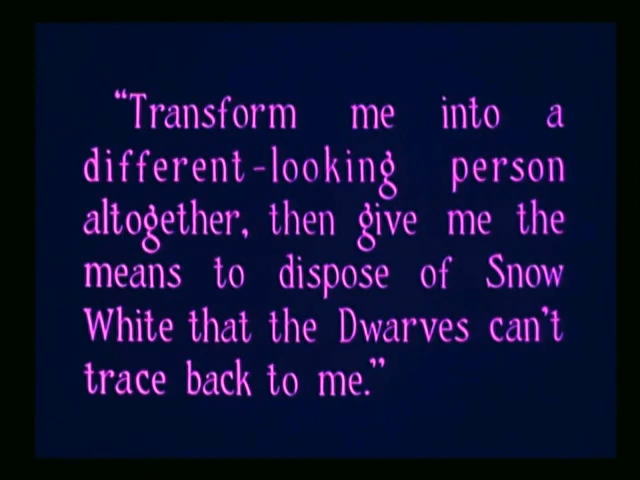 “Transform me into a
different-looking person
altogether, then give me the
means to dispose of Snow
White that the Dwarves can’t
trace back to me.”